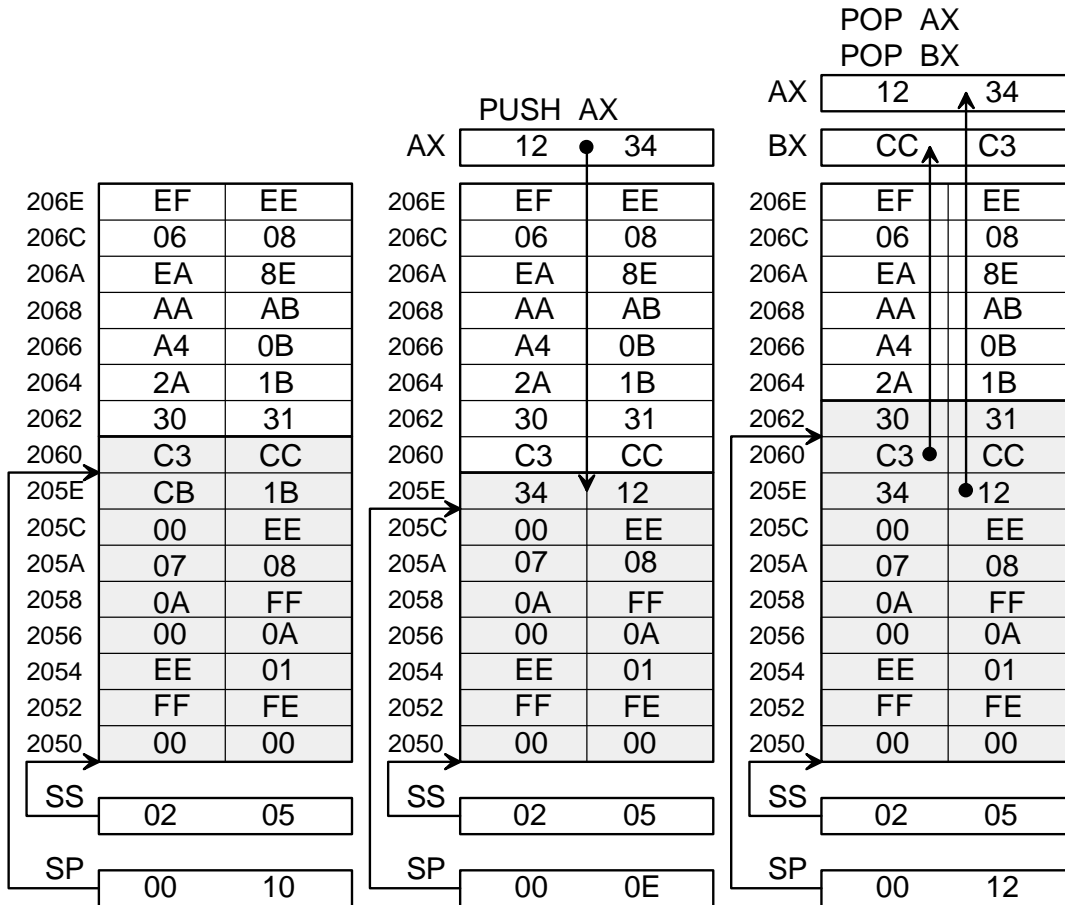 POP AX
POP BX
AX 12 34
PUSH AX
AX 12 34 BX CC C3
206E EF EE 206E EF EE 206E EF EE
206C 06 08 206C 06 08 206C 06 08
206A EA 8E 206A EA 8E 206A EA 8E
2068 AA AB 2068 AA AB 2068 AA AB
2066 A4 0B 2066 A4 0B 2066 A4 0B
2064 2A 1B 2064 2A 1B 2064 2A 1B
2062 30 31 2062 30 31 2062 30 31
2060 C3 CC 2060 C3 CC 2060 C3 CC
205E CB 1B 205E 34 12 205E 34 12
205C 00 EE 205C 00 EE 205C 00 EE
205A 07 08 205A 07 08 205A 07 08
2058 0A FF 2058 0A FF 2058 0A FF
2056 00 0A 2056 00 0A 2056 00 0A
2054 EE 01 2054 EE 01 2054 EE 01
2052 FF FE 2052 FF FE 2052 FF FE
2050 00 00 2050 00 00 2050 00 00
SS SS SS
02 05 02 05 02 05
SP SP SP
00 10 00 0E 00 12